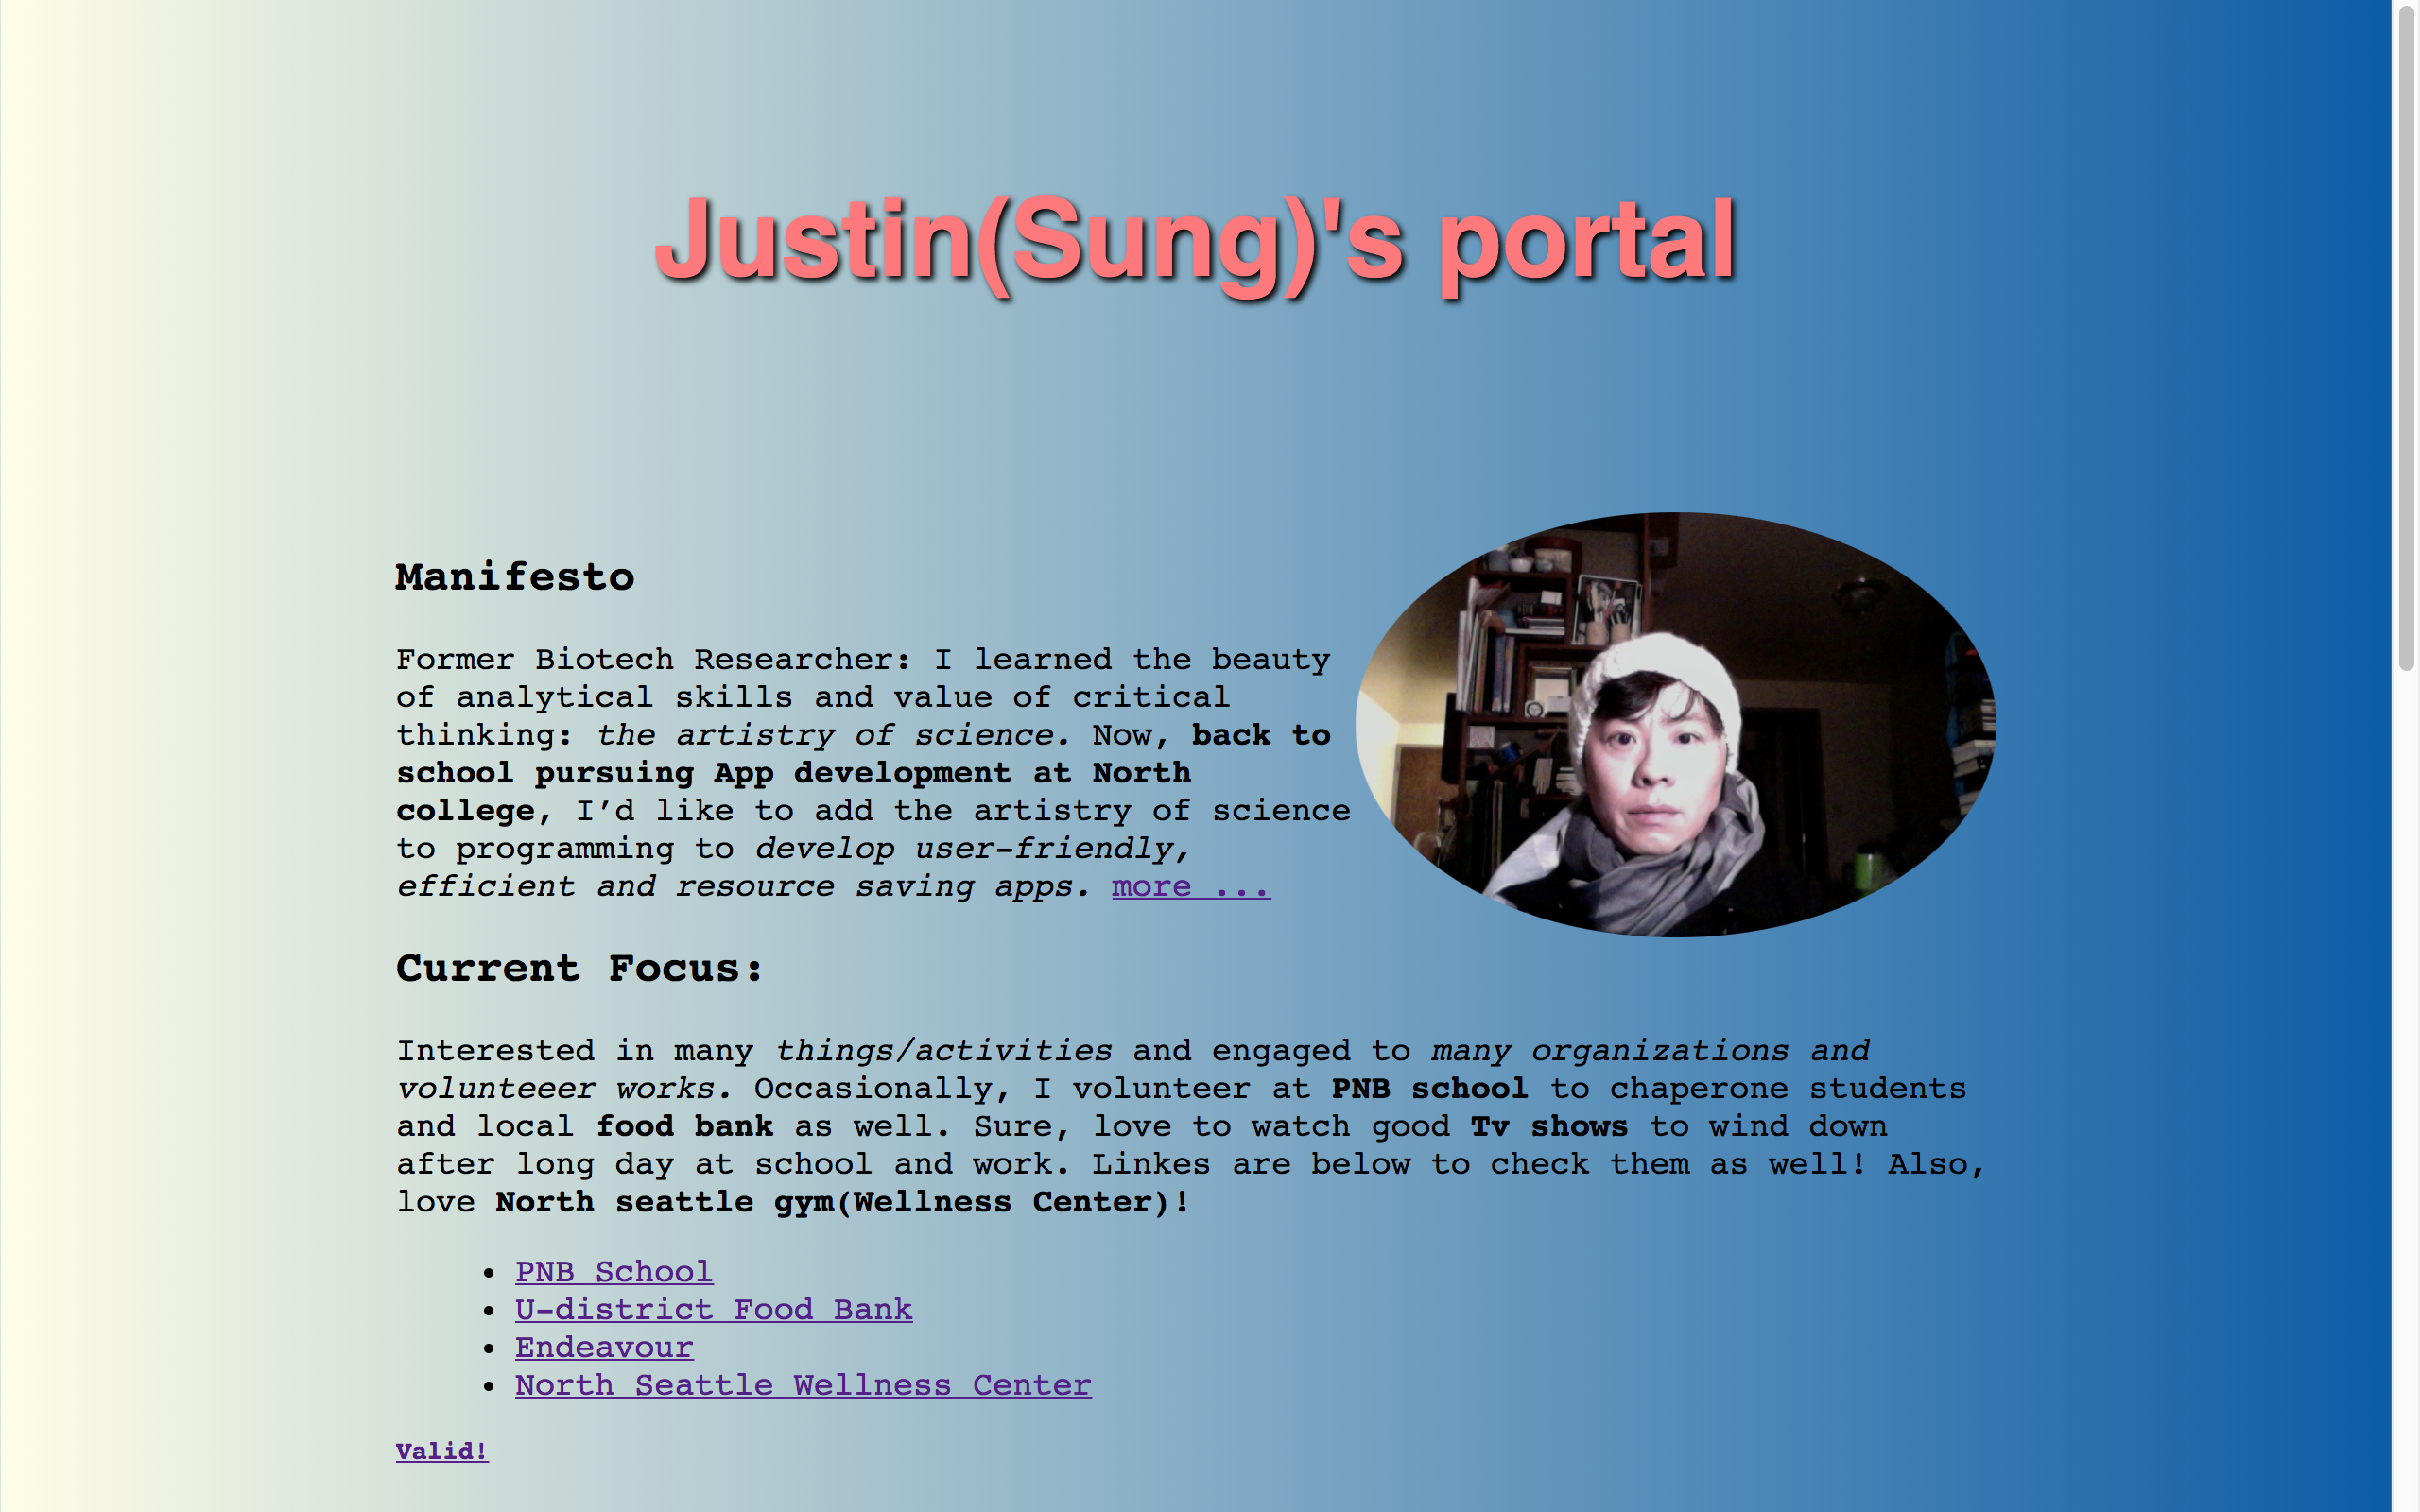 Justin(Sung)'s portal
Manifesto
Former Biotech Researcher: I learned the beauty
of analytical skills and value of critical
thinking: the artistry of science. Now, back to
school pursuing App development at North
college, I’d like to add the artistry of science
to programming to develop user-friendly,
efficient and resource saving apps. more ...
Current Focus:
Interested in many things/activities and engaged to many organizations and
volunteeer works. Occasionally, I volunteer at PNB school to chaperone students
and local food bank as well. Sure, love to watch good Tv shows to wind down
after long day at school and work. Linkes are below to check them as well! Also,
love North seattle gym(Wellness Center)!
• PNB School
• U-district Food Bank
• Endeavour
• North Seattle Wellness Center
Valid!